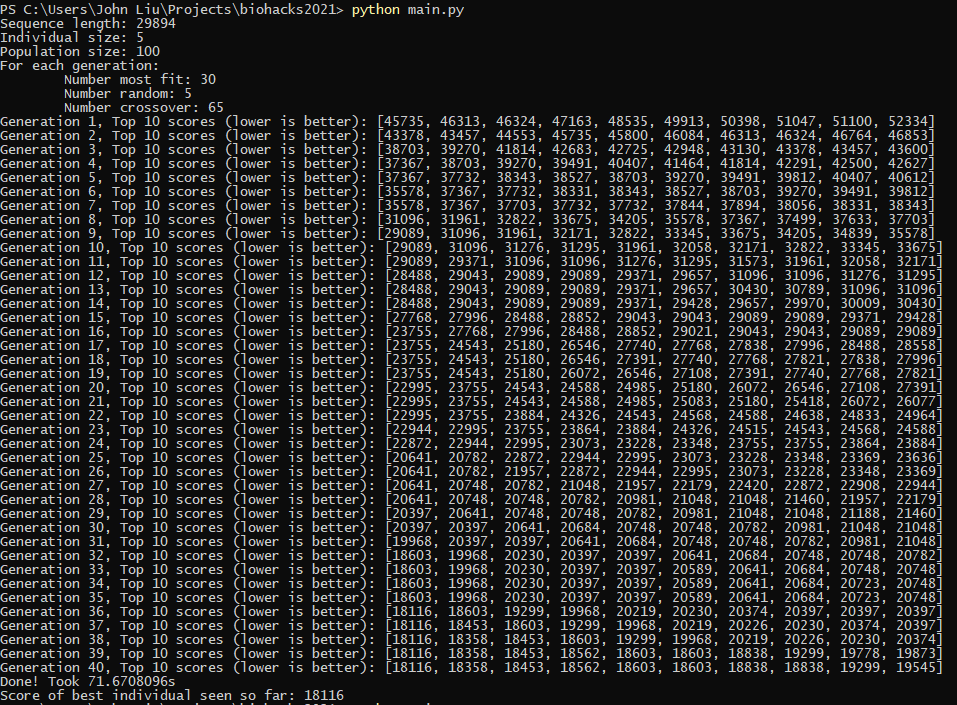 PS C:\Users\John Liu\Projects\biohacks2021> python main.py
Sequence length: 29894
Individual size: 5
Population size: 100
For each generation:
Number most fit: 30
Number random: 5
Number crossover: 65
Generation 1, Top 10 scores (lower is better): [45735, 46313, 46324, 47163, 48535, 49913, 50398, 51047, 51100, 52334]
Generation 2, Top 10 scores (lower is better): [43378, 43457, 44553, 45735, 45800, 46084, 46313, 46324, 46764, 46853]
Generation 3, Top 10 scores (lower is better): [38703, 39270, 41814, 42683, 42725, 42948, 43130, 43378, 43457, 43600]
Generation 4, Top 10 scores (lower is better): [37367, 38703, 39270, 39491, 40407, 41464, 41814, 42291, 42500, 42627]
Generation 5, Top 10 scores (lower is better): [37367, 37732, 38343, 38527, 38703, 39270, 39491, 39812, 40407, 40612]
Generation 6, Top 10 scores (lower is better): [35578, 37367, 37732, 38331, 38343, 38527, 38703, 39270, 39491, 39812]
Generation 7, Top 10 scores (lower is better): [35578, 37367, 37703, 37732, 37732, 37844, 37894, 38056, 38331, 38343]
Generation 8, Top 10 scores (lower is better): [31096, 31961, 32822, 33675, 34205, 35578, 37367, 37499, 37633, 37703]
Generation 9, Top 10 scores (lower is better): [29089, 31096, 31961, 32171, 32822, 33345, 33675, 34205, 34839, 35578]
Generation 10, Top 10 scores (lower is better): [29089, 31096, 31276, 31295, 31961, 32058, 32171, 32822, 33345, 33675]
Generation 11, Top 10 scores (lower is better): [29089, 29371, 31096, 31096, 31276, 31295, 31573, 31961, 32058, 32171]
Generation 12, Top 10 scores (lower is better): [28488, 29043, 29089, 29089, 29371, 29657, 31096, 31096, 31276, 31295]
Generation 13, Top 10 scores (lower is better): [28488, 29043, 29089, 29089, 29371, 29657, 30430, 30789, 31096, 31096]
Generation 14, Top 10 scores (lower is better): [28488, 29043, 29089, 29089, 29371, 29428, 29657, 29970, 30009, 30430]
Generation 15, Top 10 scores (lower is better): [27768, 27996, 28488, 28852, 29043, 29043, 29089, 29089, 29371, 29428]
Generation 16, Top 10 scores (lower is better): [23755, 27768, 27996, 28488, 28852, 29021, 29043, 29043, 29089, 29089]
Generation 17, Top 10 scores (lower is better): [23755, 24543, 25180, 26546, 27740, 27768, 27838, 27996, 28488, 28558]
Generation 18, Top 10 scores (lower is better): [23755, 24543, 25180, 26546, 27391, 27740, 27768, 27821, 27838, 27996]
Generation 19, Top 10 scores (lower is better): [23755, 24543, 25180, 26072, 26546, 27108, 27391, 27740, 27768, 27821]
Generation 20, Top 10 scores (lower is better): [22995, 23755, 24543, 24588, 24985, 25180, 26072, 26546, 27108, 27391]
Generation 21, Top 10 scores (lower is better): [22995, 23755, 24543, 24588, 24985, 25083, 25180, 25418, 26072, 26077]
Generation 22, Top 10 scores (lower is better): [22995, 23755, 23884, 24326, 24543, 24568, 24588, 24638, 24833, 24964]
Generation 23, Top 10 scores (lower is better): [22944, 22995, 23755, 23864, 23884, 24326, 24515, 24543, 24568, 24588]
Generation 24, Top 10 scores (lower is better): [22872, 22944, 22995, 23073, 23228, 23348, 23755, 23755, 23864, 23884]
Generation 25, Top 10 scores (lower is better): [20641, 20782, 22872, 22944, 22995, 23073, 23228, 23348, 23369, 23636]
Generation 26, Top 10 scores (lower is better): [20641, 20782, 21957, 22872, 22944, 22995, 23073, 23228, 23348, 23369]
Generation 27, Top 10 scores (lower is better): [20641, 20748, 20782, 21048, 21957, 22179, 22420, 22872, 22908, 22944]
Generation 28, Top 10 scores (lower is better): [20641, 20748, 20748, 20782, 20981, 21048, 21048, 21460, 21957, 22179]
Generation 29, Top 10 scores (lower is better): [20397, 20641, 20748, 20748, 20782, 20981, 21048, 21048, 21188, 21460]
Generation 30, Top 10 scores (lower is better): [20397, 20397, 20641, 20684, 20748, 20748, 20782, 20981, 21048, 21048]
Generation 31, Top 10 scores (lower is better): [19968, 20397, 20397, 20641, 20684, 20748, 20748, 20782, 20981, 21048]
Generation 32, Top 10 scores (lower is better): [18603, 19968, 20230, 20397, 20397, 20641, 20684, 20748, 20748, 20782]
Generation 33, Top 10 scores (lower is better): [18603, 19968, 20230, 20397, 20397, 20589, 20641, 20684, 20748, 20748]
Generation 34, Top 10 scores (lower is better): [18603, 19968, 20230, 20397, 20397, 20589, 20641, 20684, 20723, 20748]
Generation 35, Top 10 scores (lower is better): [18603, 19968, 20230, 20397, 20397, 20589, 20641, 20684, 20723, 20748]
Generation 36, Top 10 scores (lower is better): [18116, 18603, 19299, 19968, 20219, 20230, 20374, 20397, 20397, 20397]
Generation 37, Top 10 scores (lower is better): [18116, 18453, 18603, 19299, 19968, 20219, 20226, 20230, 20374, 20397]
Generation 38, Top 10 scores (lower is better): [18116, 18358, 18453, 18603, 19299, 19968, 20219, 20226, 20230, 20374]
Generation 39, Top 10 scores (lower is better): [18116, 18358, 18453, 18562, 18603, 18603, 18838, 19299, 19778, 19873]
Generation 40, Top 10 scores (lower is better): [18116, 18358, 18453, 18562, 18603, 18603, 18838, 18838, 19299, 19545]
Done! Took 71.6708096s
Score of best individual seen so far: 18116